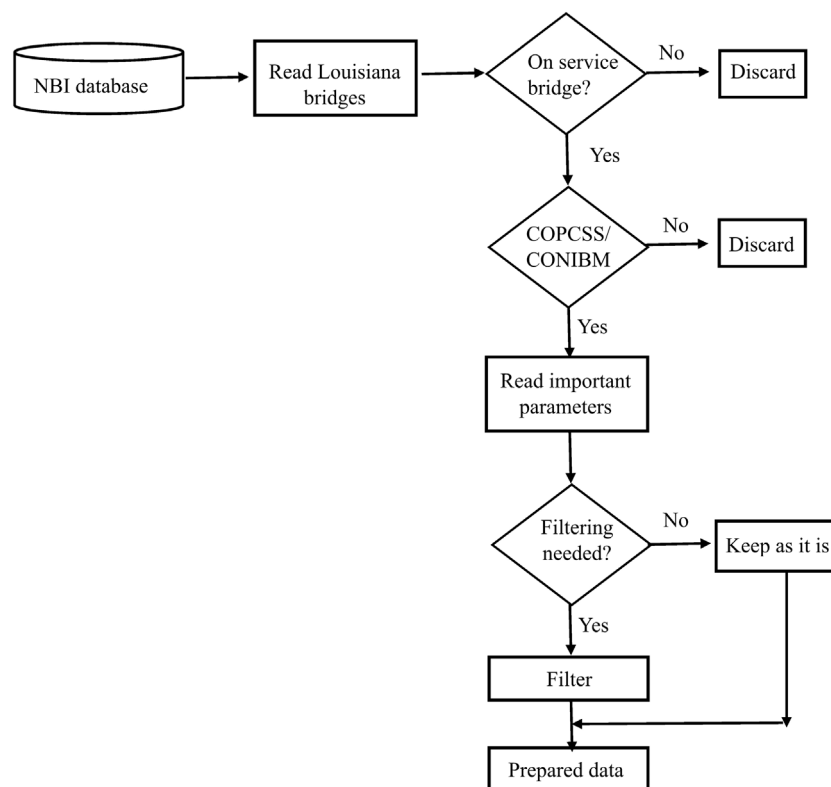 NBI database
Read Louisiana
bridges
On service
bridge?
No
Discard
Yes
COPCSS/
CONIBM
No
Discard
Yes
Read important
parameters
Filtering
needed?
No
Keep as it is
Yes
Filter
Prepared data